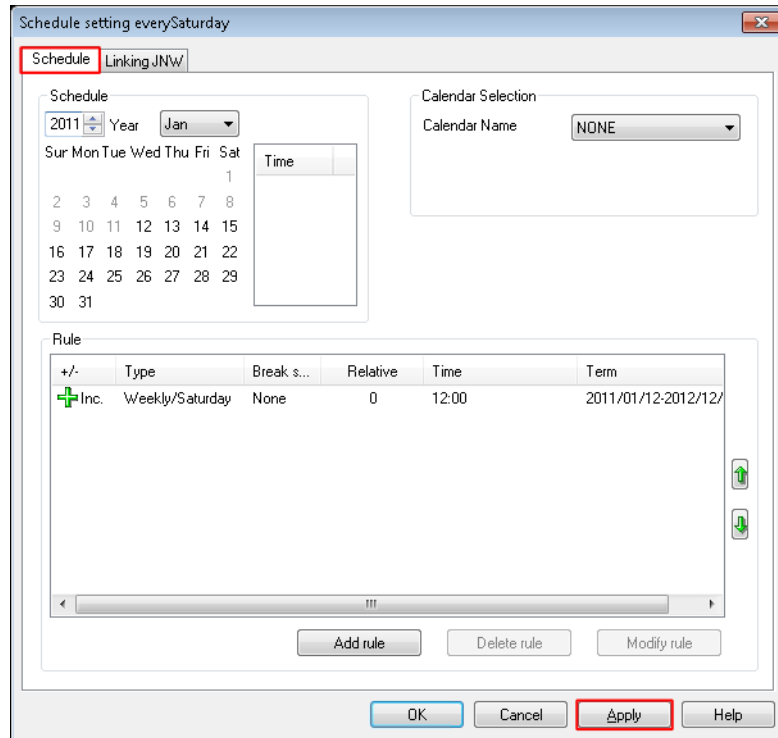 Schedule setting everySaturday
Schedule Linking JNW
Schedule
2011 Year Jan
Sur Mon Tue Wed Thu Fri Sat
1
2 3 4 5 6 7 8
9 10 11 12 13 14 15
16 17 18 19 20 21 22
23 24 25 26 27 28 29
30 31
Time
Calendar Selection
Calendar Name NONE
Rule
+/- Type Break s... Relative Time Term
Inc. Weekly/Saturday None 0 12:00 2011/01/12-2012/12/
Add rule Delete rule Modify rule
OK Cancel Apply Help